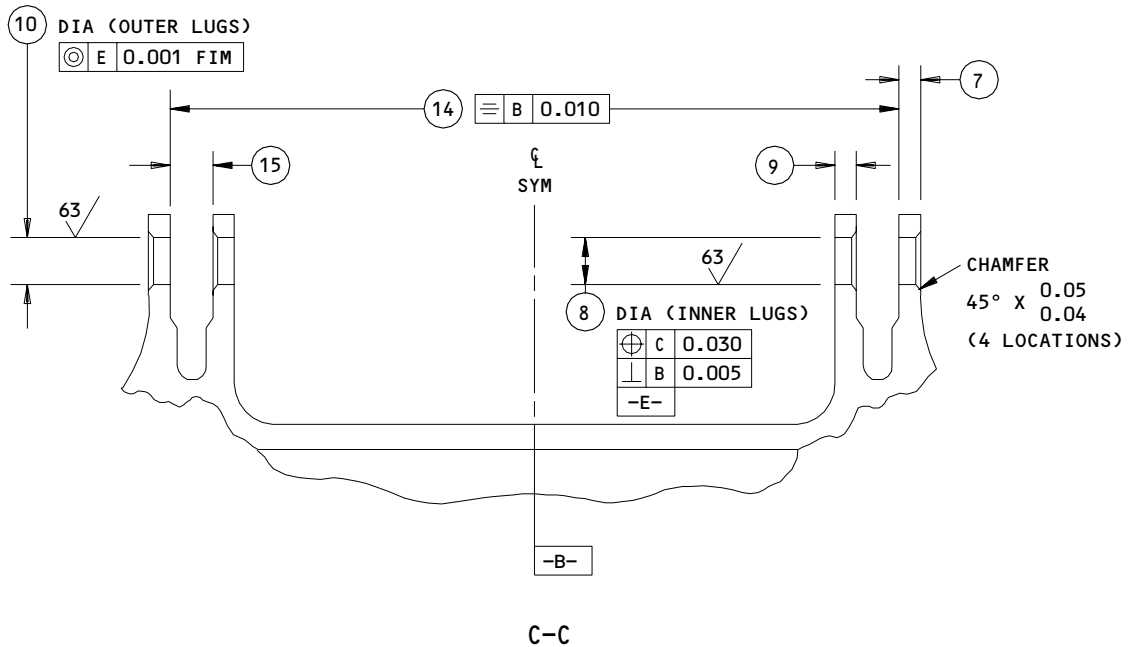 10 DIA (OUTER LUGS)
◎ E 0.001 FIM
7
14 ⌯ B 0.010
15
℄
SYM
9
63
63
CHAMFER
45° X 0.05
0.04
(4 LOCATIONS)
8 DIA (INNER LUGS)
⌖ C 0.030
⊥ B 0.005
-E-
-B-
C-C